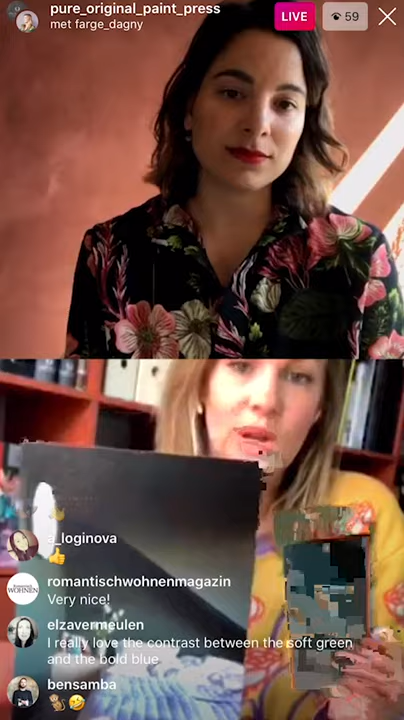 pure_original_paint_press
met farge_dagny
LIVE
59
a_loginova
romantischwohnenmagazin
Very nice!
elzavermeulen
I really love the contrast between the soft green
and the bold blue
bensamba
WOHNEN